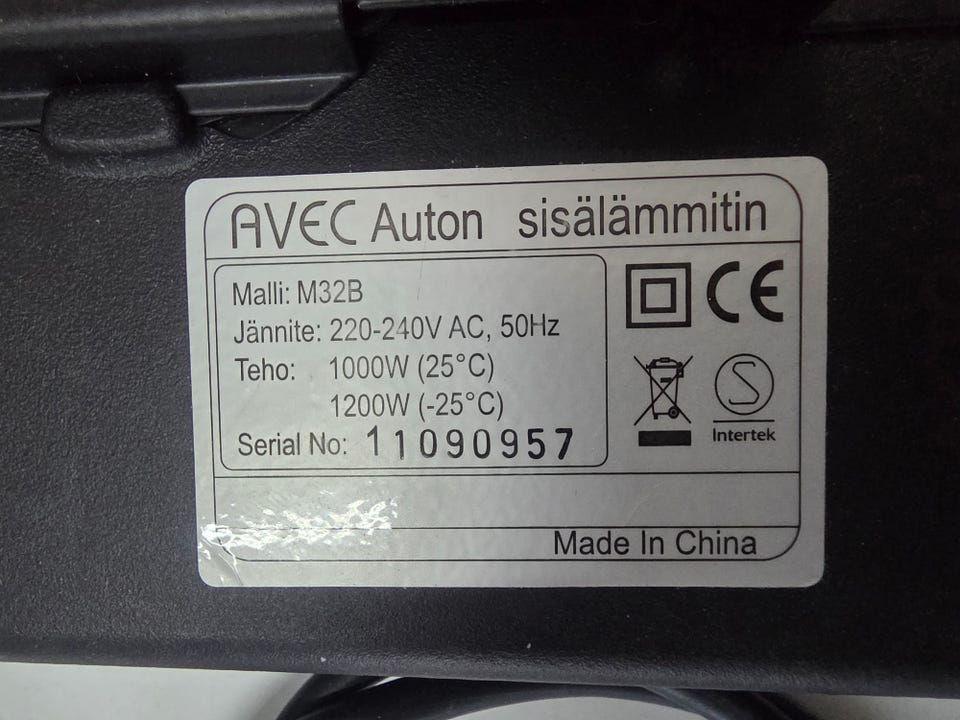 AVEC Auton sisälämmitin
Malli: M32B
Jännite: 220-240V AC, 50Hz
Teho: 1000W (25°C)
1200W (-25°C)
Serial No: 11090957
CE
S
Intertek
Made In China